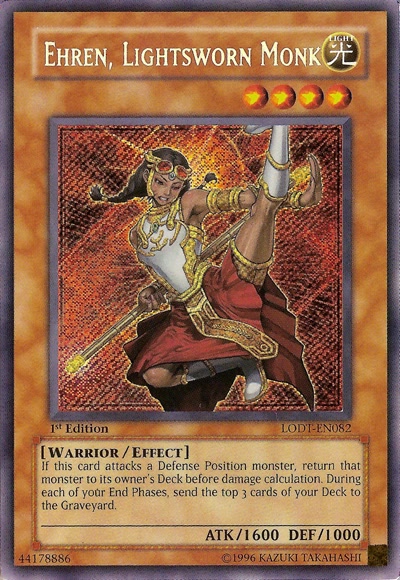 EHREN, LIGHTSWORN MONK
LIGHT
光
1st Edition
LODT-EN082
[WARRIOR / EFFECT]
If this card attacks a Defense Position monster, return that
monster to its owner's Deck before damage calculation. During
each of your End Phases, send the top 3 cards of your Deck to
the Graveyard.
ATK/1600 DEF/1000
44178886
©1996 KAZUKI TAKAHASHI